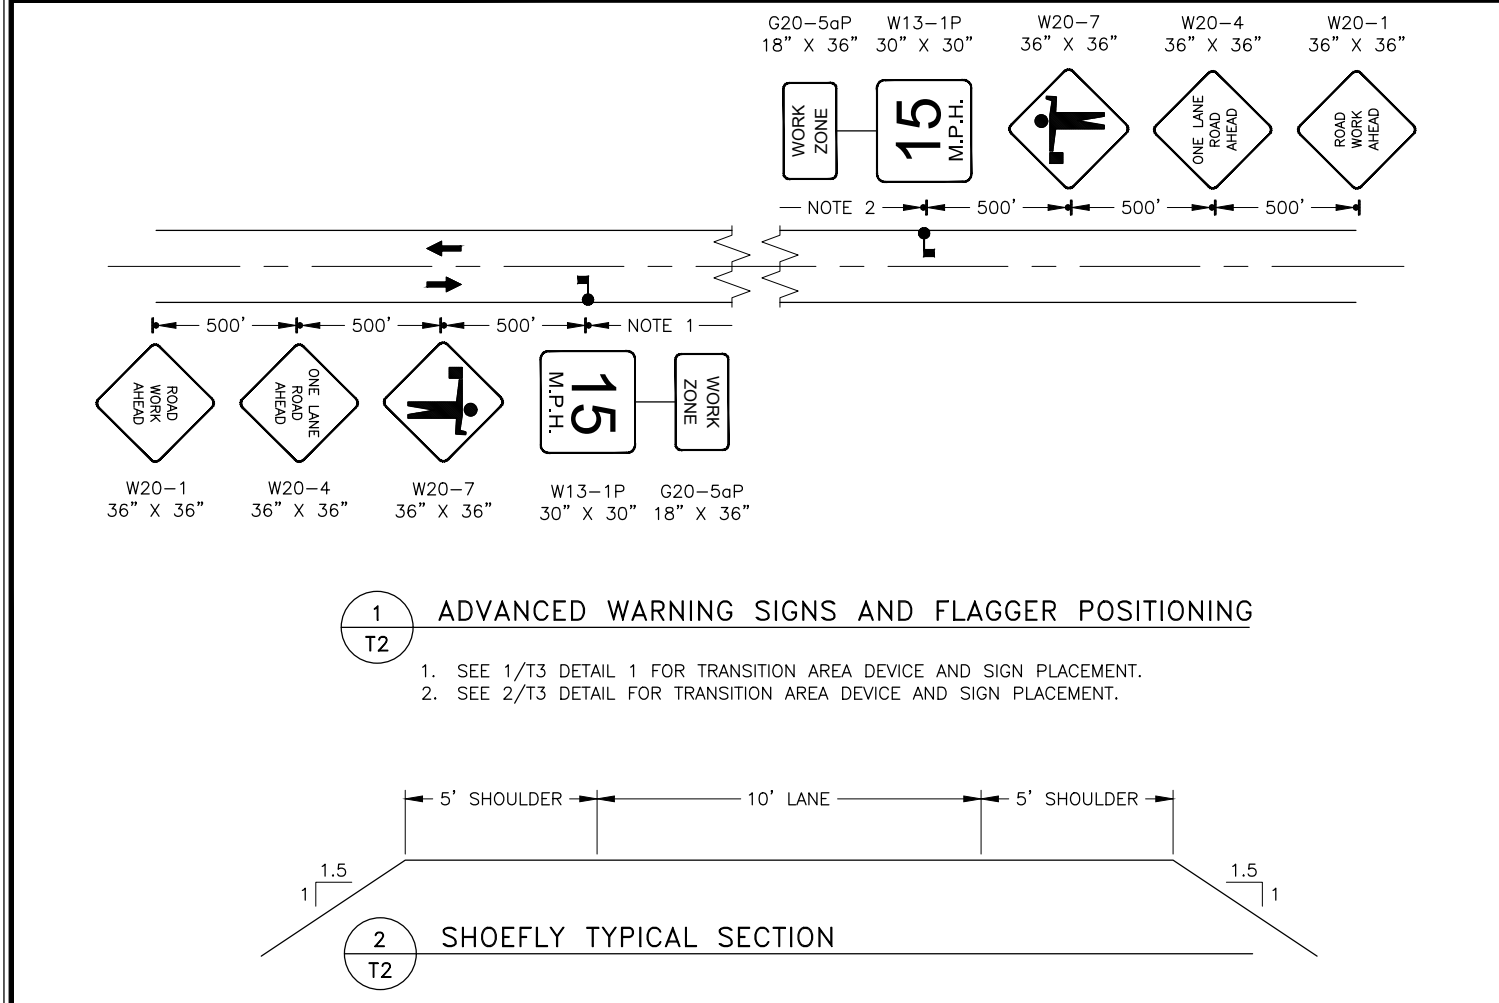 G20-5aP W13-1P W20-7 W20-4 W20-1
18" X 36" 30" X 30" 36" X 36" 36" X 36" 36" X 36"
WORK
ZONE
15
M.P.H.
ONE LANE
ROAD
AHEAD
ROAD
WORK
AHEAD
NOTE 2 500' 500' 500'
500' 500' 500' NOTE 1
ROAD
WORK
AHEAD
ONE LANE
ROAD
AHEAD
15
M.P.H.
WORK
ZONE
W20-1 W20-4 W20-7 W13-1P G20-5aP
36" X 36" 36" X 36" 36" X 36" 30" X 30" 18" X 36"
1
T2
ADVANCED WARNING SIGNS AND FLAGGER POSITIONING
1. SEE 1/T3 DETAIL 1 FOR TRANSITION AREA DEVICE AND SIGN PLACEMENT.
2. SEE 2/T3 DETAIL FOR TRANSITION AREA DEVICE AND SIGN PLACEMENT.
5' SHOULDER 10' LANE 5' SHOULDER
1.5
1
1.5
1
2
T2
SHOEFLY TYPICAL SECTION